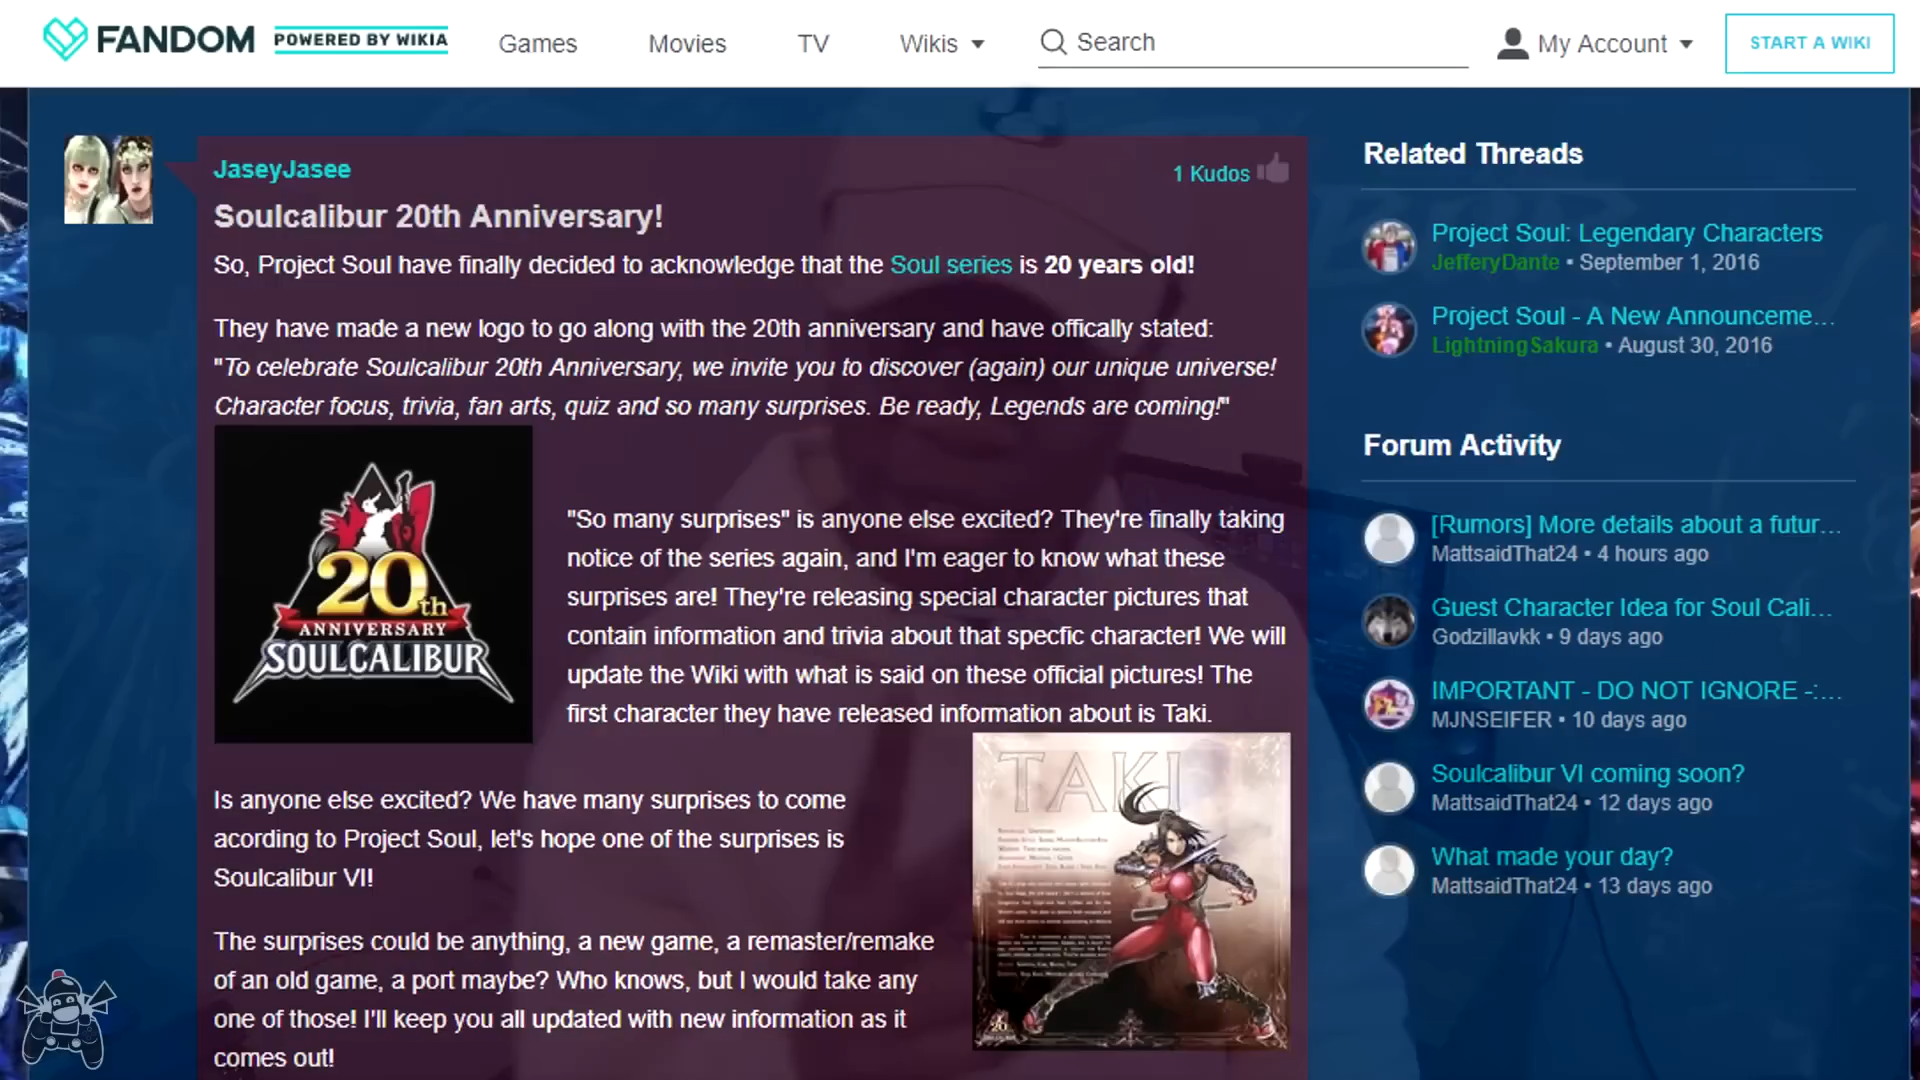 FANDOM
POWERED BY WIKIA
Games
Movies
TV
Wikis
Search
My Account
START A WIKI
JaseyJasee
1 Kudos
Soulcalibur 20th Anniversary!
So, Project Soul have finally decided to acknowledge that the Soul series is 20 years old!
They have made a new logo to go along with the 20th anniversary and have offically stated:
"To celebrate Soulcalibur 20th Anniversary, we invite you to discover (again) our unique universe!
Character focus, trivia, fan arts, quiz and so many surprises. Be ready, Legends are coming!"
20th
ANNIVERSARY
SOULCALIBUR
"So many surprises" is anyone else excited? They're finally taking
notice of the series again, and I'm eager to know what these
surprises are! They're releasing special character pictures that
contain information and trivia about that specfic character! We will
update the Wiki with what is said on these official pictures! The
first character they have released information about is Taki.
TAKI
Is anyone else excited? We have many surprises to come
acording to Project Soul, let's hope one of the surprises is
Soulcalibur VI!
The surprises could be anything, a new game, a remaster/remake
of an old game, a port maybe? Who knows, but I would take any
one of those! I'll keep you all updated with new information as it
comes out!
Related Threads
Project Soul: Legendary Characters
JefferyDante • September 1, 2016
Project Soul - A New Announceme...
LightningSakura • August 30, 2016
Forum Activity
[Rumors] More details about a futur...
MattsaidThat24 • 4 hours ago
Guest Character Idea for Soul Cali...
Godzillavkk • 9 days ago
IMPORTANT - DO NOT IGNORE -:...
MJNSEIFER • 10 days ago
Soulcalibur VI coming soon?
MattsaidThat24 • 12 days ago
What made your day?
MattsaidThat24 • 13 days ago